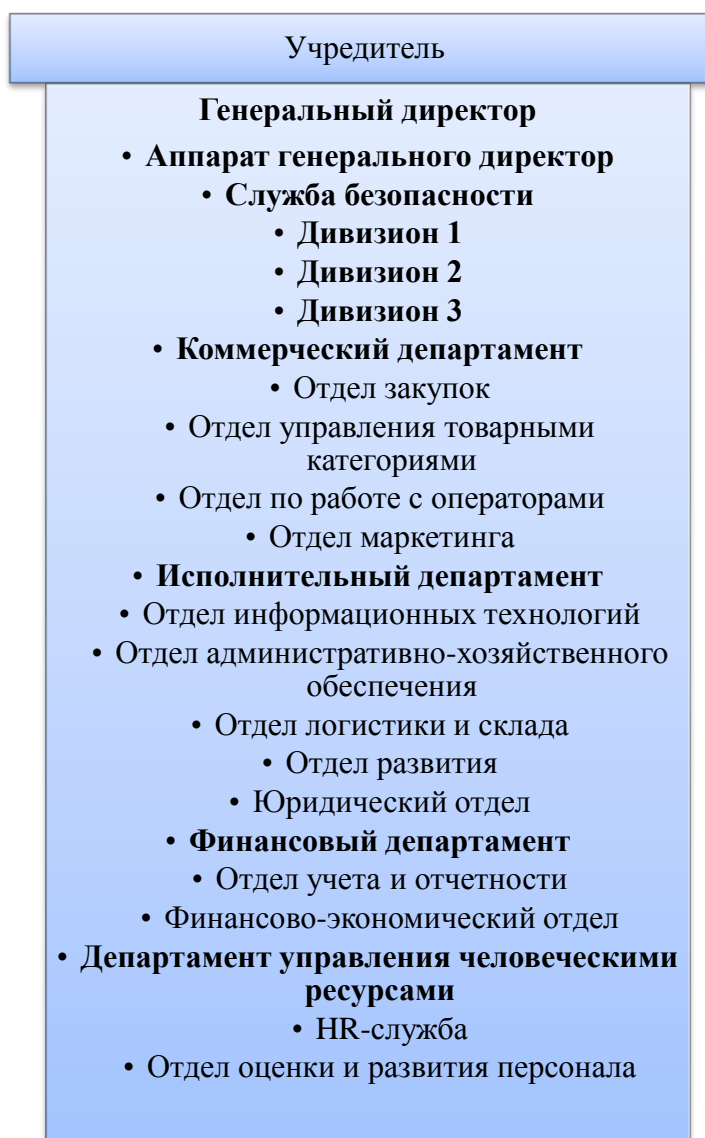 Учредитель
Генеральный директор
• Аппарат генерального директор
• Служба безопасности
• Дивизион 1
• Дивизион 2
• Дивизион 3
• Коммерческий департамент
• Отдел закупок
• Отдел управления товарными
категориями
• Отдел по работе с операторами
• Отдел маркетинга
• Исполнительный департамент
• Отдел информационных технологий
• Отдел административно-хозяйственного
обеспечения
• Отдел логистики и склада
• Отдел развития
• Юридический отдел
• Финансовый департамент
• Отдел учета и отчетности
• Финансово-экономический отдел
• Департамент управления человеческими
ресурсами
• HR-служба
• Отдел оценки и развития персонала